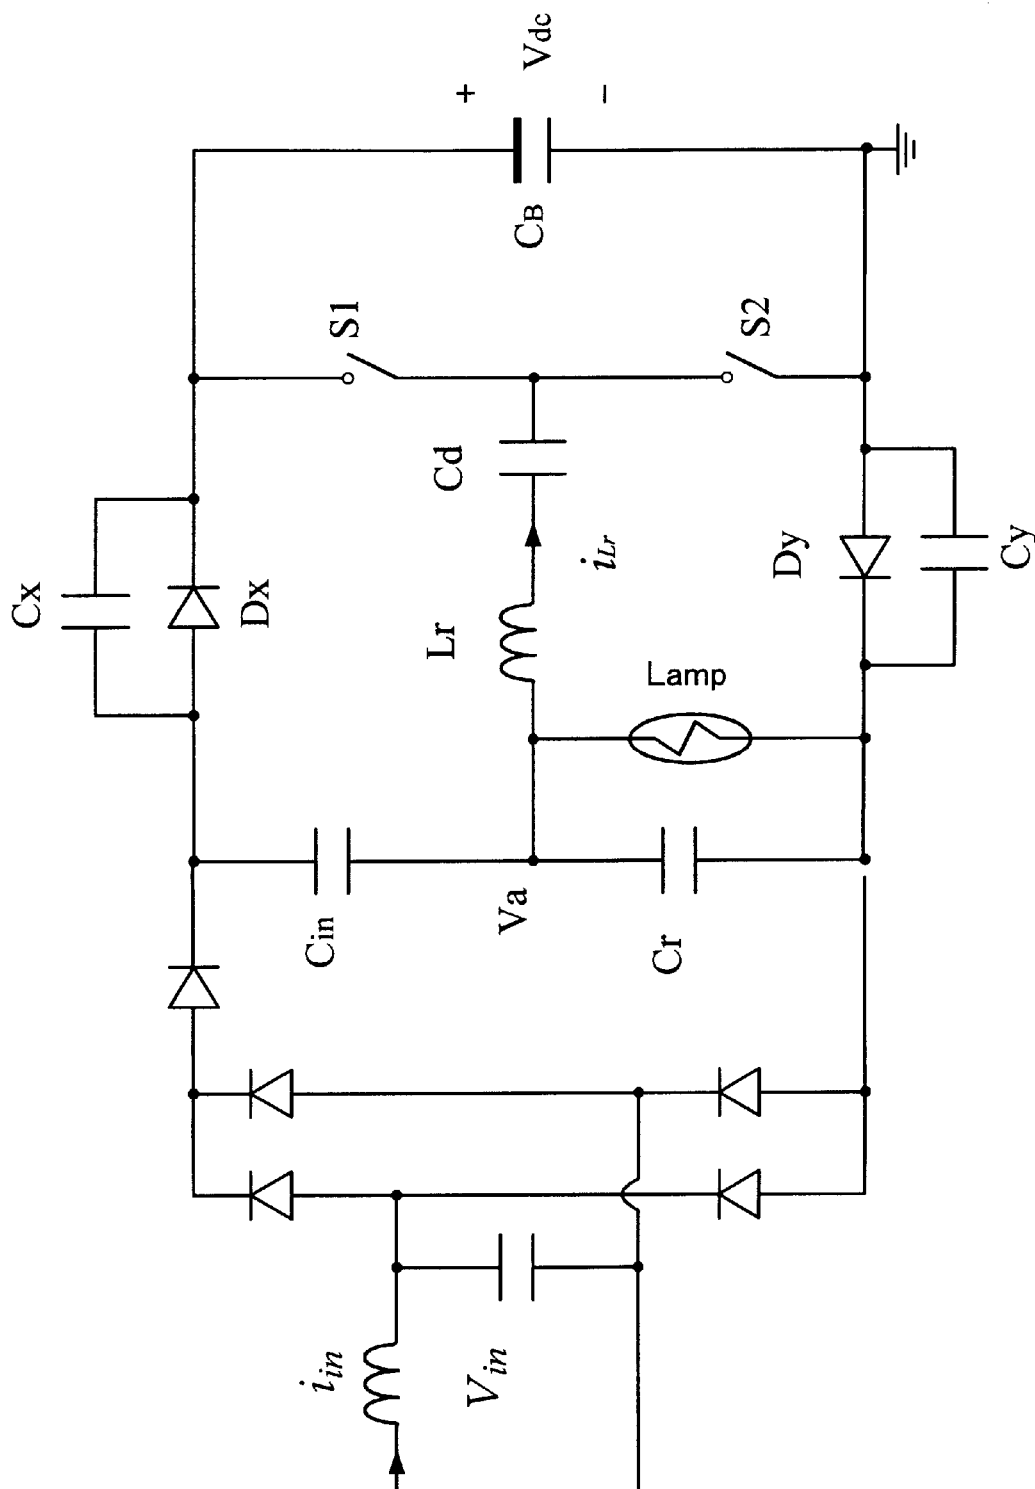 Vdc
+
−
CB
S1
S2
Cx
Dx
Cd
iLr
Lr
Dy
Cy
Lamp
Cin
Va
Cr
iin
Vin